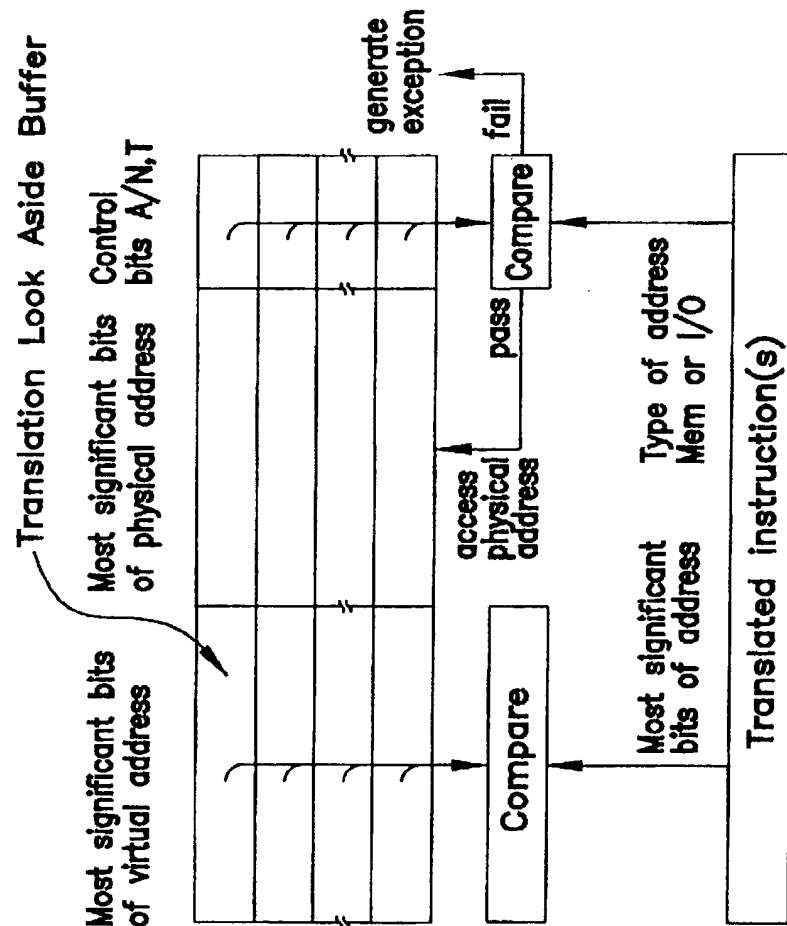 Translation Look Aside Buffer
Most significant bits
of virtual address
Most significant bits
of physical address
Control
bits A/N,T
generate
exception
access
physical
address
pass
fail
Compare
Compare
Most significant
bits of address
Type of address
Mem or I/O
Translated instruction(s)